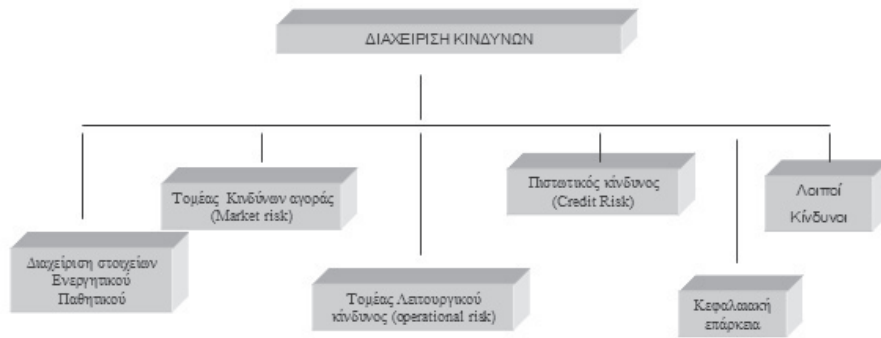 ΔΙΑΧΕΙΡΙΣΗ ΚΙΝΔΥΝΩΝ
Τομέας Κινδύνων αγοράς
(Market risk)
Πιστωτικός κίνδυνος
(Credit Risk)
Λοιποί
Κίνδυνοι
Διαχείριση στοιχείων
Ενεργητικού
Παθητικού
Τομέας Λειτουργικού
κίνδυνος (operational risk)
Κεφαλαιακή
επάρκεια